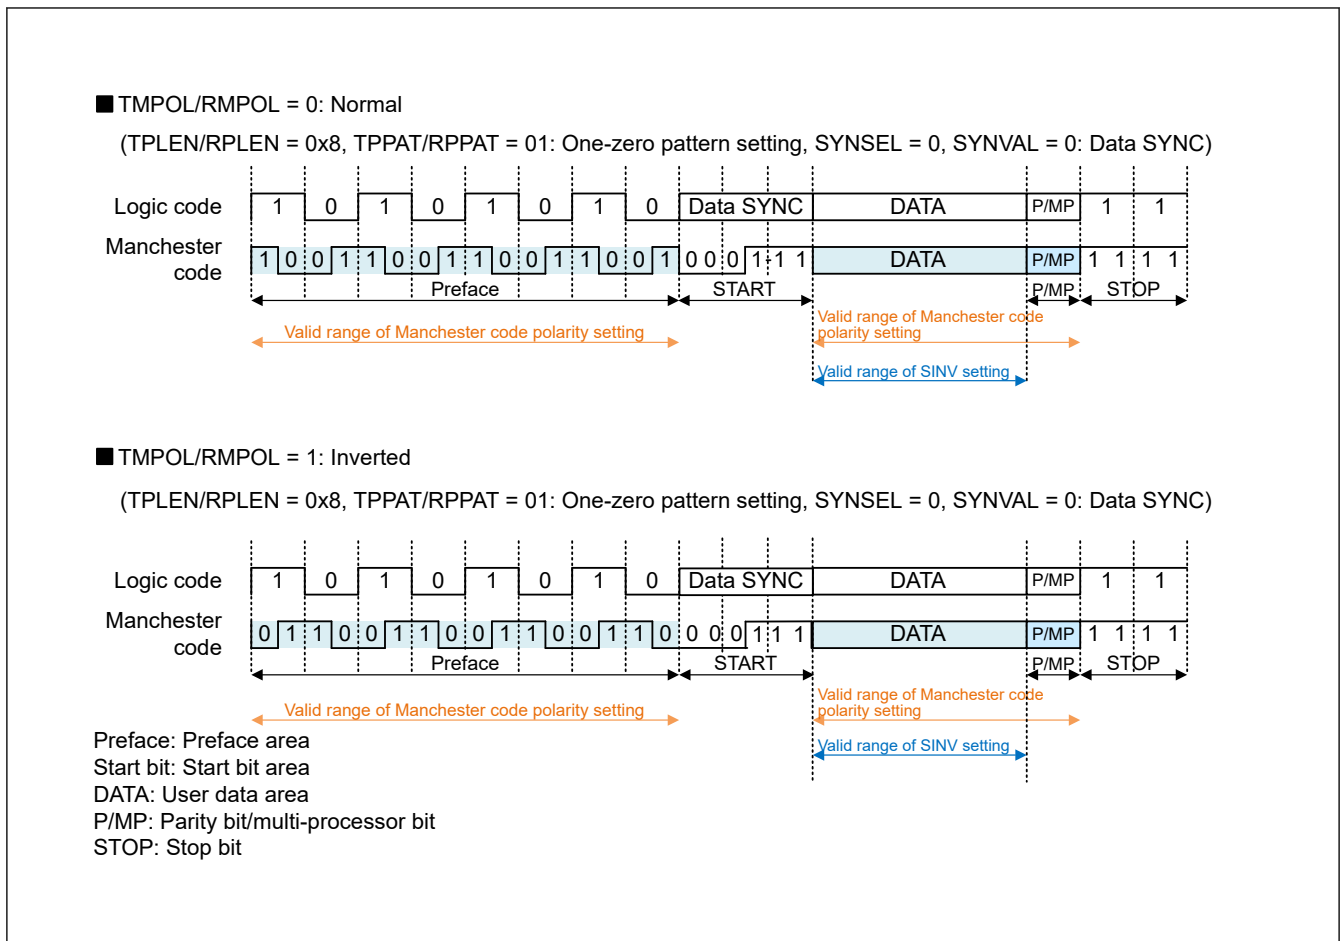 ■ TMPOL/RMPOL = 0: Normal
(TPLEN/RPLEN = 0x8, TPPAT/RPPAT = 01: One-zero pattern setting, SYNSEL = 0, SYNVAL = 0: Data SYNC)
Logic code 1 0 1 0 1 0 1 0 Data SYNC DATA P/MP 1 1
Manchester
code 1 0 0 1 1 0 0 1 1 0 0 1 1 0 0 1 0 0 0 1 1 1 DATA P/MP 1 1 1 1
Preface START P/MP STOP
Valid range of Manchester code polarity setting
Valid range of Manchester code
polarity setting
Valid range of SINV setting
■ TMPOL/RMPOL = 1: Inverted
(TPLEN/RPLEN = 0x8, TPPAT/RPPAT = 01: One-zero pattern setting, SYNSEL = 0, SYNVAL = 0: Data SYNC)
Logic code 1 0 1 0 1 0 1 0 Data SYNC DATA P/MP 1 1
Manchester
code 0 1 1 0 0 1 1 0 0 1 1 0 0 1 1 0 0 0 0 1 1 1 DATA P/MP 1 1 1 1
Preface START P/MP STOP
Valid range of Manchester code polarity setting
Valid range of Manchester code
polarity setting
Valid range of SINV setting
Preface: Preface area
Start bit: Start bit area
DATA: User data area
P/MP: Parity bit/multi-processor bit
STOP: Stop bit